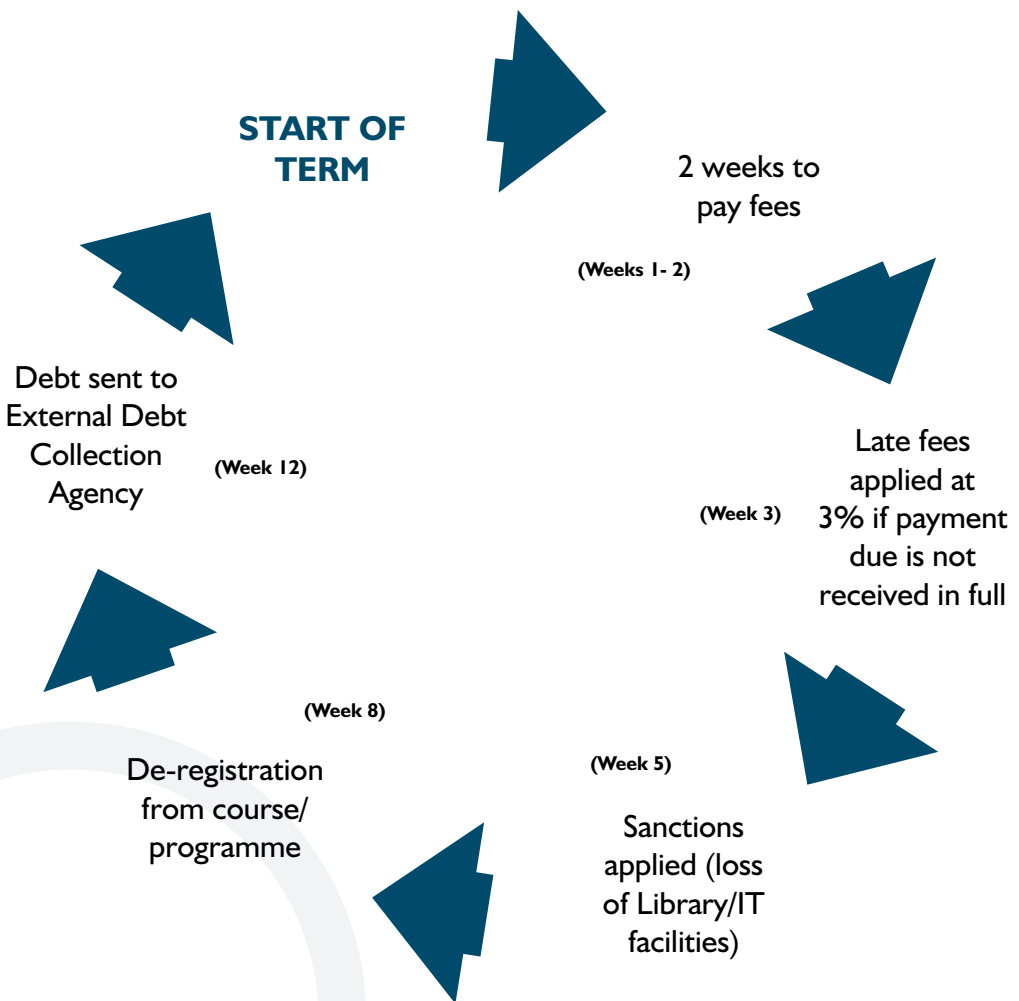 START OF
TERM
2 weeks to
pay fees
(Weeks 1- 2)
Late fees
applied at
3% if payment
due is not
received in full
(Week 3)
(Week 5)
Sanctions
applied (loss
of Library/IT
facilities)
(Week 8)
De-registration
from course/
programme
Debt sent to
External Debt
Collection
Agency
(Week 12)